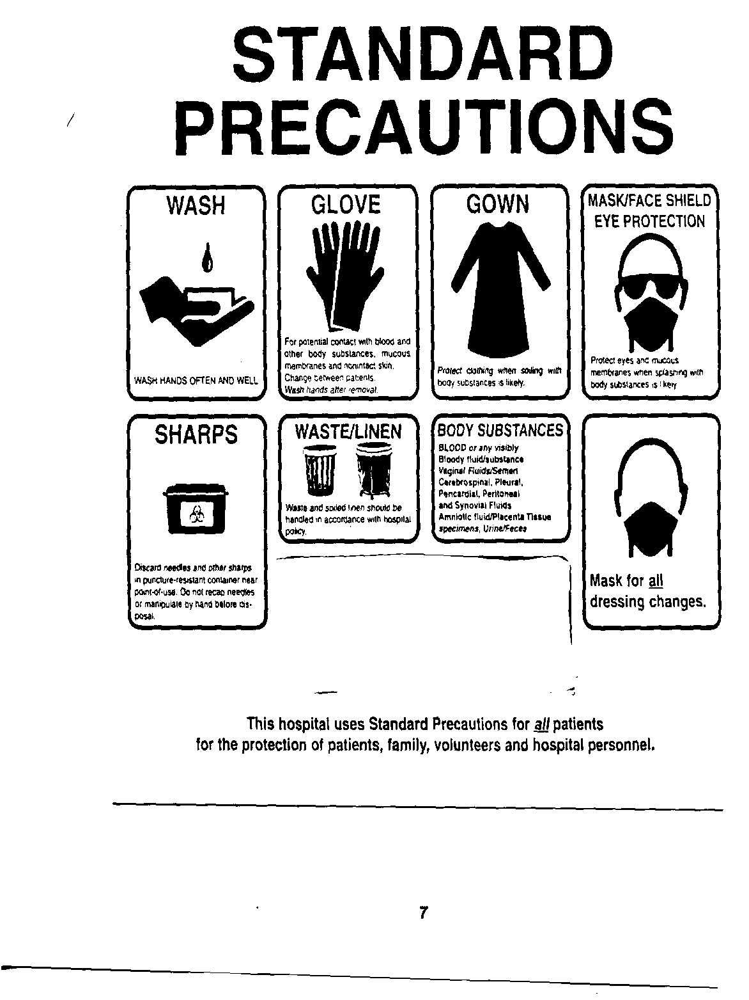 STANDARD
PRECAUTIONS
WASH
WASH HANDS OFTEN AND WELL
GLOVE
For potential contact with blood and
other body substances, mucous
membranes and nonintact skin.
Change between patients.
Wash hands after removal.
GOWN
Protect clothing when soiling with
body substances is likely.
MASK/FACE SHIELD
EYE PROTECTION
Protect eyes and mucous
membranes when splashing with
body substances is likely
SHARPS
Discard needles and other sharps
in puncture-resistant container near
point-of-use. Do not recap needles
or manipulate by hand before dis-
posal.
WASTE/LINEN
Waste and soiled linen should be
handled in accordance with hospital
policy.
BODY SUBSTANCES
BLOOD or any visibly
Bloody fluid/substance
Vaginal Fluids/Semen
Cerebrospinal, Pleural,
Pericardial, Peritoneal
and Synovial Fluids
Amniotic fluid/Placenta Tissue
specimens, Urine/Feces
Mask for all
dressing changes.
This hospital uses Standard Precautions for all patients
for the protection of patients, family, volunteers and hospital personnel.
7